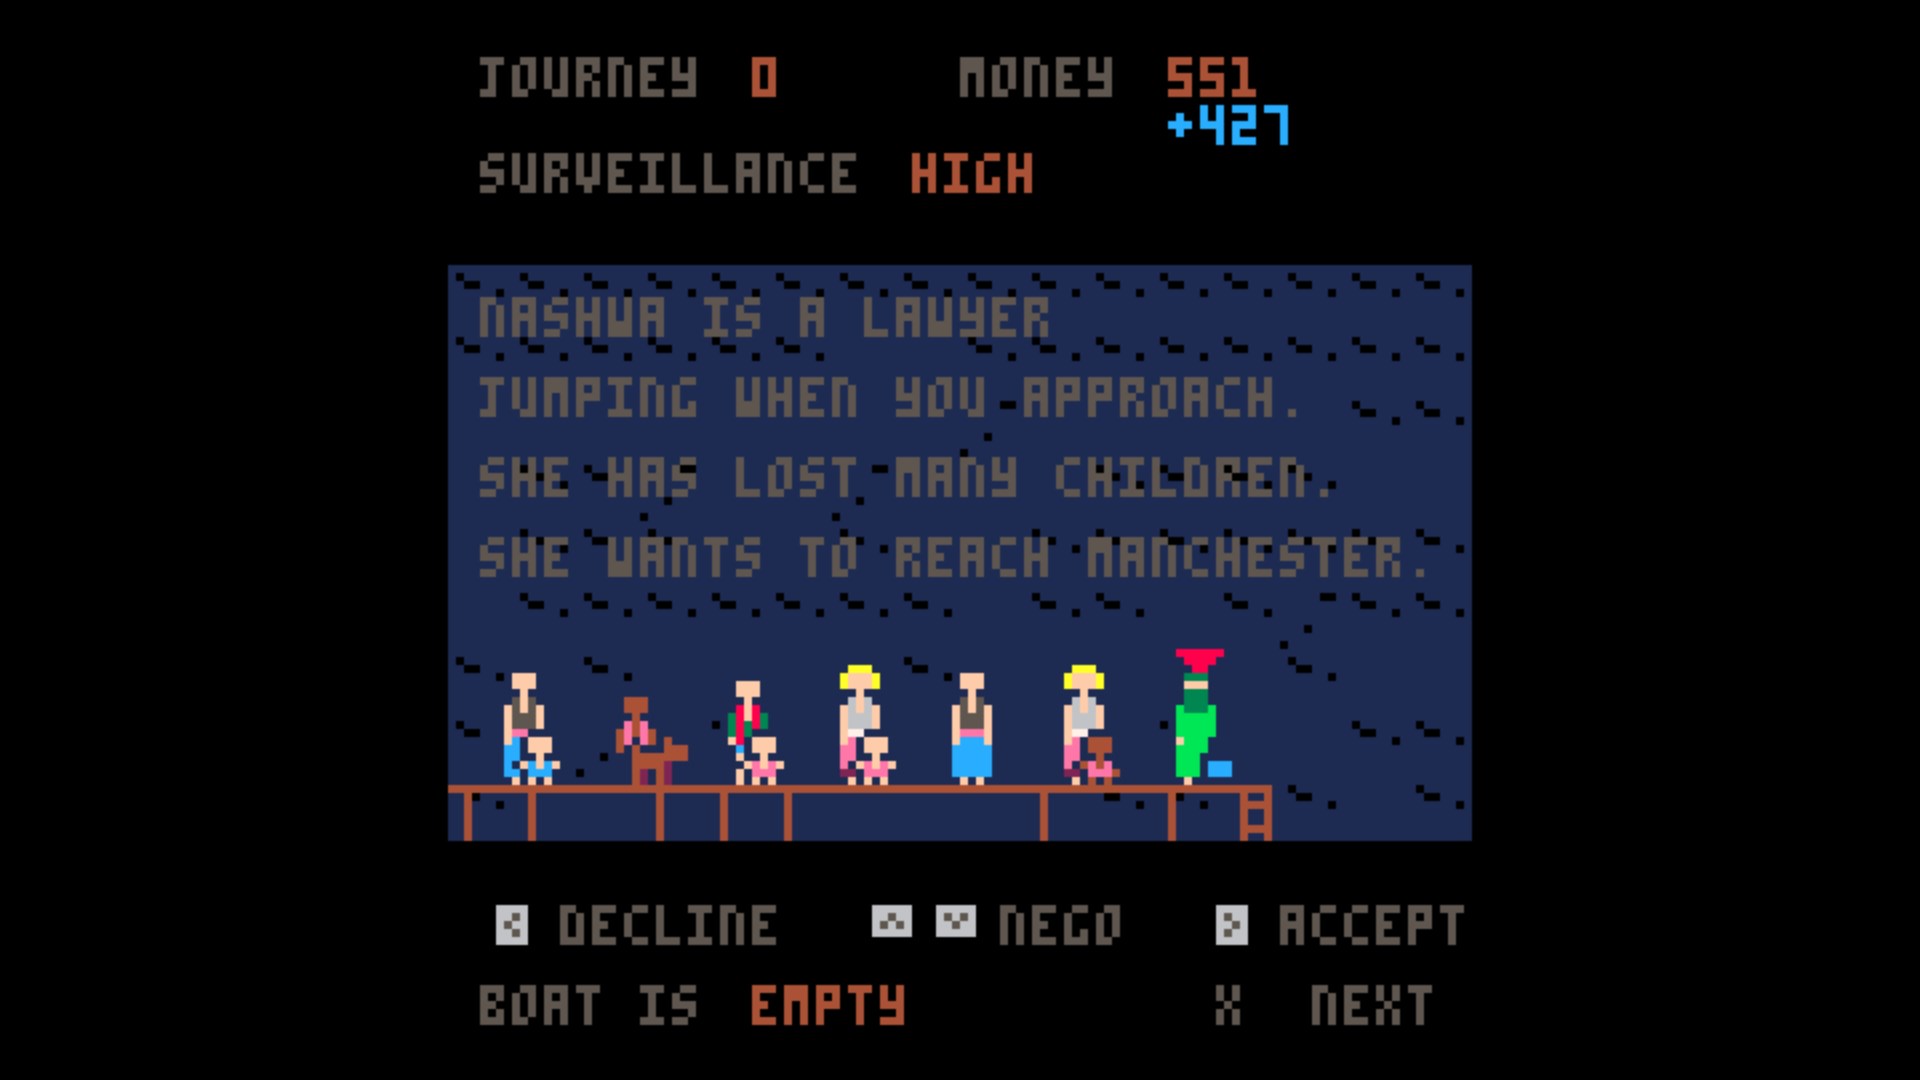 JOURNEY 0 MONEY 551
+427
SURVEILLANCE HIGH
NASHWA IS A LAWYER
JUMPING WHEN YOU APPROACH.
SHE HAS LOST MANY CHILDREN.
SHE WANTS TO REACH MANCHESTER.
< DECLINE ^ v NEGO > ACCEPT
BOAT IS EMPTY X NEXT